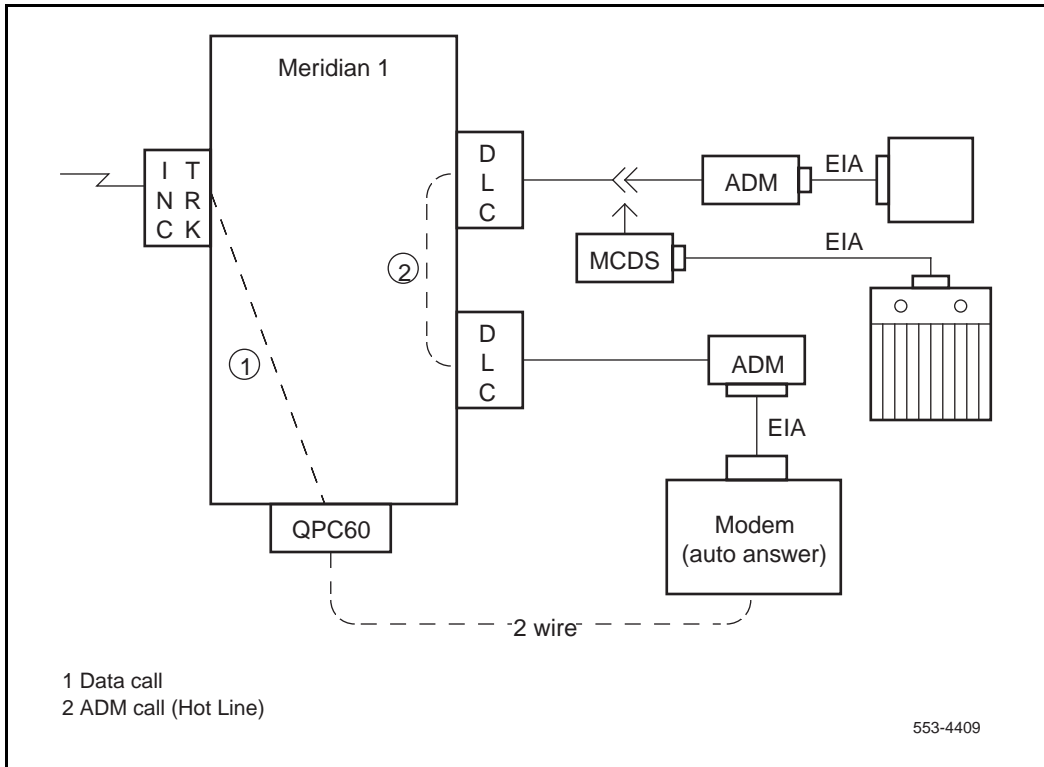 Meridian 1
I T
N R
C K
D
L
C
ADM
EIA
MCDS
EIA
2
1
D
L
C
ADM
EIA
QPC60
Modem
(auto answer)
2 wire
1 Data call
2 ADM call (Hot Line)
553-4409